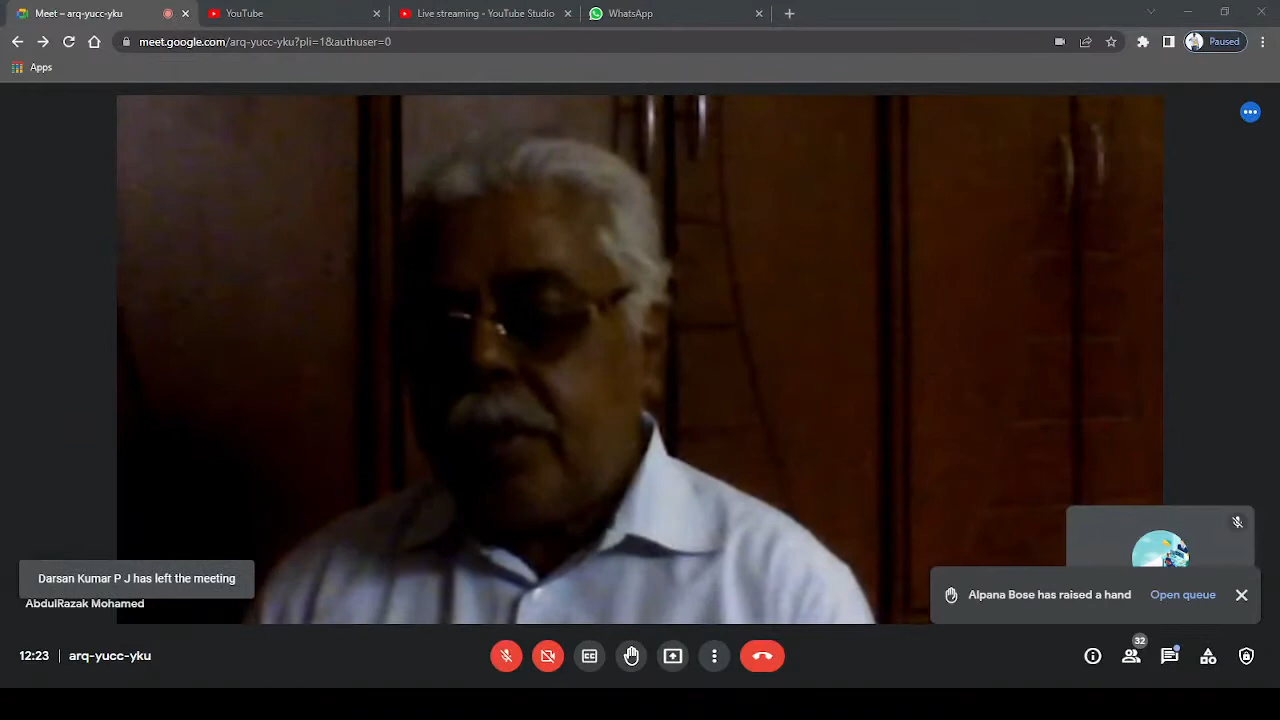 Meet – arq-yucc-yku
YouTube
Live streaming - YouTube Studio
WhatsApp
meet.google.com/arq-yucc-yku?pli=1&authuser=0
Paused
Apps
Darsan Kumar P J has left the meeting
AbdulRazak Mohamed
Alpana Bose has raised a hand
Open queue
12:23
arq-yucc-yku
32